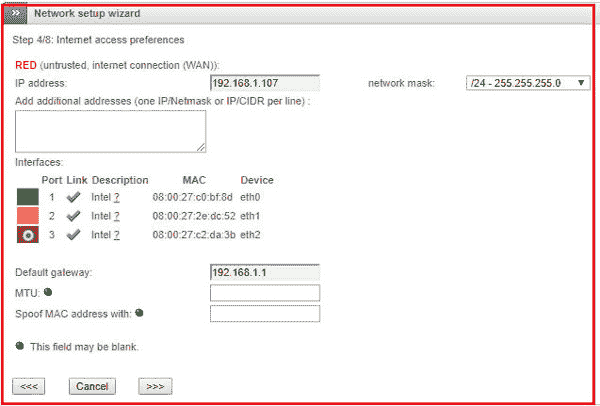 » Network setup wizard
Step 4/8: Internet access preferences
RED (untrusted, internet connection (WAN)):
IP address: 192.168.1.107 network mask: /24 - 255.255.255.0
Add additional addresses (one IP/Netmask or IP/CIDR per line) :
Interfaces:
Port Link Description MAC Device
1 Intel ? 08:00:27:c0:bf:8d eth0
2 Intel ? 08:00:27:2e:dc:52 eth1
3 Intel ? 08:00:27:c2:da:3b eth2
Default gateway: 192.168.1.1
MTU:
Spoof MAC address with:
This field may be blank.
<<< Cancel >>>